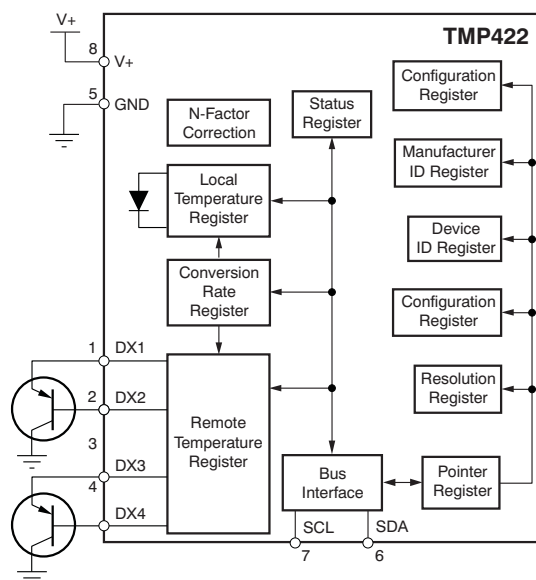 V+
TMP422
8
V+
5
GND
N-Factor
Correction
Status
Register
Configuration
Register
Manufacturer
ID Register
Local
Temperature
Register
Device
ID Register
Conversion
Rate
Register
Configuration
Register
1
DX1
2
DX2
3
DX3
4
DX4
Remote
Temperature
Register
Resolution
Register
Bus
Interface
Pointer
Register
SCL
SDA
7
6